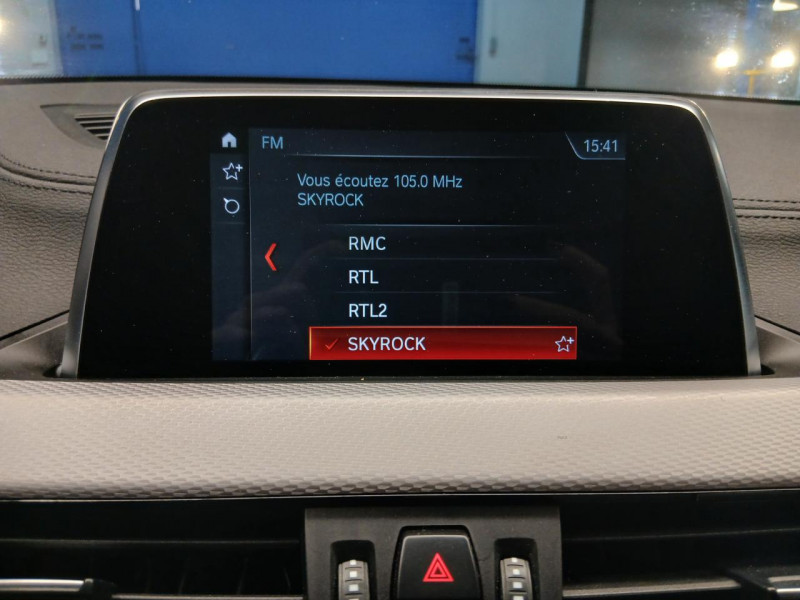 FM
15:41
Vous écoutez 105.0 MHz
SKYROCK
RMC
RTL
RTL2
SKYROCK